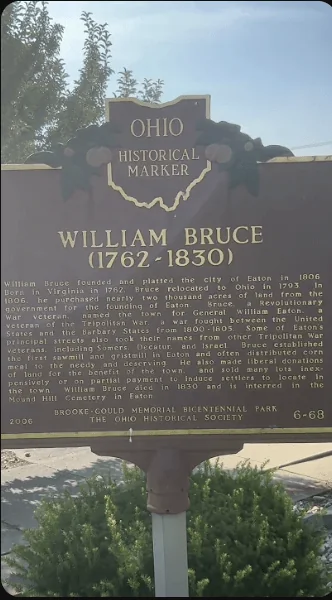 OHIO
HISTORICAL
MARKER
WILLIAM BRUCE
(1762-1830)
William Bruce founded and platted the city of Eaton in 1806.
Born in Virginia in 1762, Bruce relocated to Ohio in 1793. In
1806, he purchased nearly two thousand acres of land from the
government for the founding of Eaton. Bruce, a Revolutionary
War veteran, named the town for General William Eaton, a
veteran of the Tripolitan War, a war fought between the United
States and the Barbary States from 1800-1805. Some of Eaton's
principal streets also took their names from other Tripolitan War
veterans, including Somers, Decatur, and Israel. Bruce established
the first sawmill and gristmill in Eaton and often distributed corn
meal to the needy and deserving. He also made liberal donations
of land for the benefit of the town, and sold many lots inex-
pensively or on partial payment to induce settlers to locate in
the town. William Bruce died in 1830 and is interred in the
Mound Hill Cemetery in Eaton.
BROOKE-GOULD MEMORIAL BICENTENNIAL PARK
2006 THE OHIO HISTORICAL SOCIETY 6-68